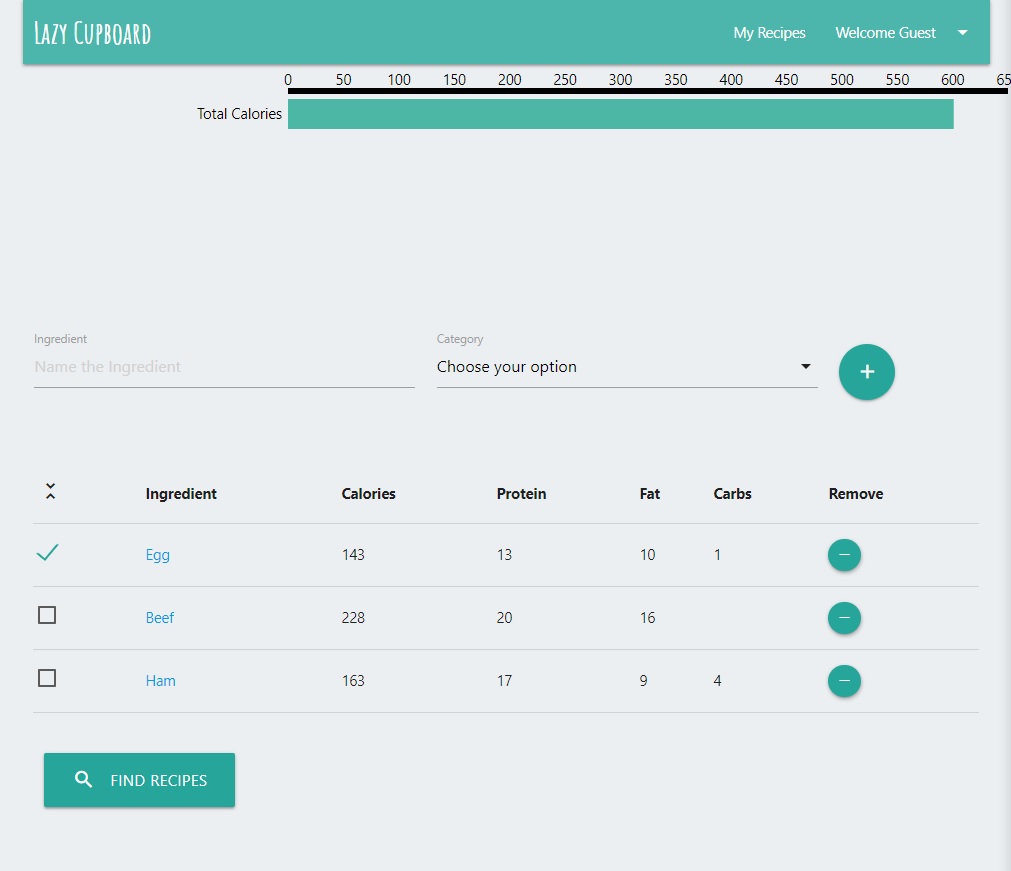 Lazy Cupboard My Recipes Welcome Guest
0 50 100 150 200 250 300 350 400 450 500 550 600 65
Total Calories
Ingredient Category
Name the Ingredient Choose your option
Ingredient Calories Protein Fat Carbs Remove
Egg 143 13 10 1
Beef 228 20 16
Ham 163 17 9 4
FIND RECIPES